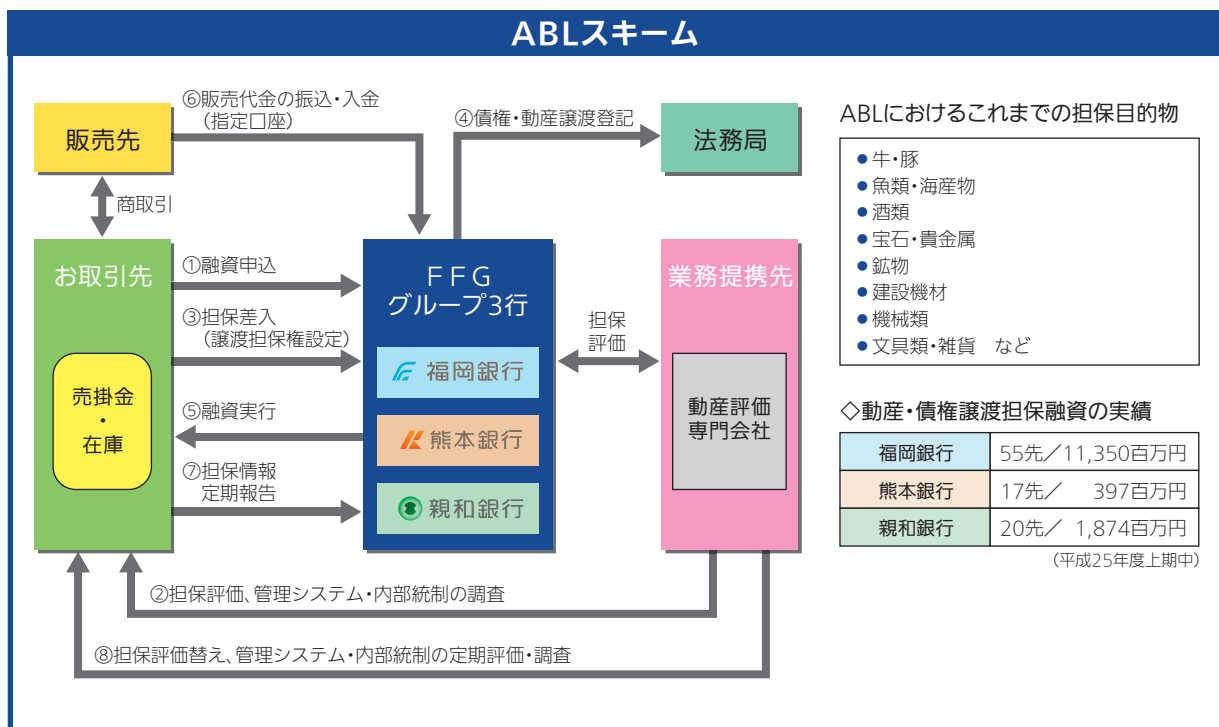 ABLスキーム
⑥販売代金の振込・入金
(指定口座)
④債権・動産譲渡登記
販売先
法務局
商取引
お取引先
①融資申込
③担保差入
(譲渡担保権設定)
売掛金
・
在庫
⑤融資実行
⑦担保情報
定期報告
FFG
グループ3行
福岡銀行
熊本銀行
親和銀行
担保
評価
業務提携先
動産評価
専門会社
②担保評価、管理システム・内部統制の調査
⑧担保評価替え、管理システム・内部統制の定期評価・調査
ABLにおけるこれまでの担保目的物
●牛・豚
●魚類・海産物
●酒類
●宝石・貴金属
●鉱物
●建設機材
●機械類
●文具類・雑貨　など
◇動産・債権譲渡担保融資の実績
福岡銀行 55先／11,350百万円
熊本銀行 17先／ 397百万円
親和銀行 20先／ 1,874百万円
(平成25年度上期中)